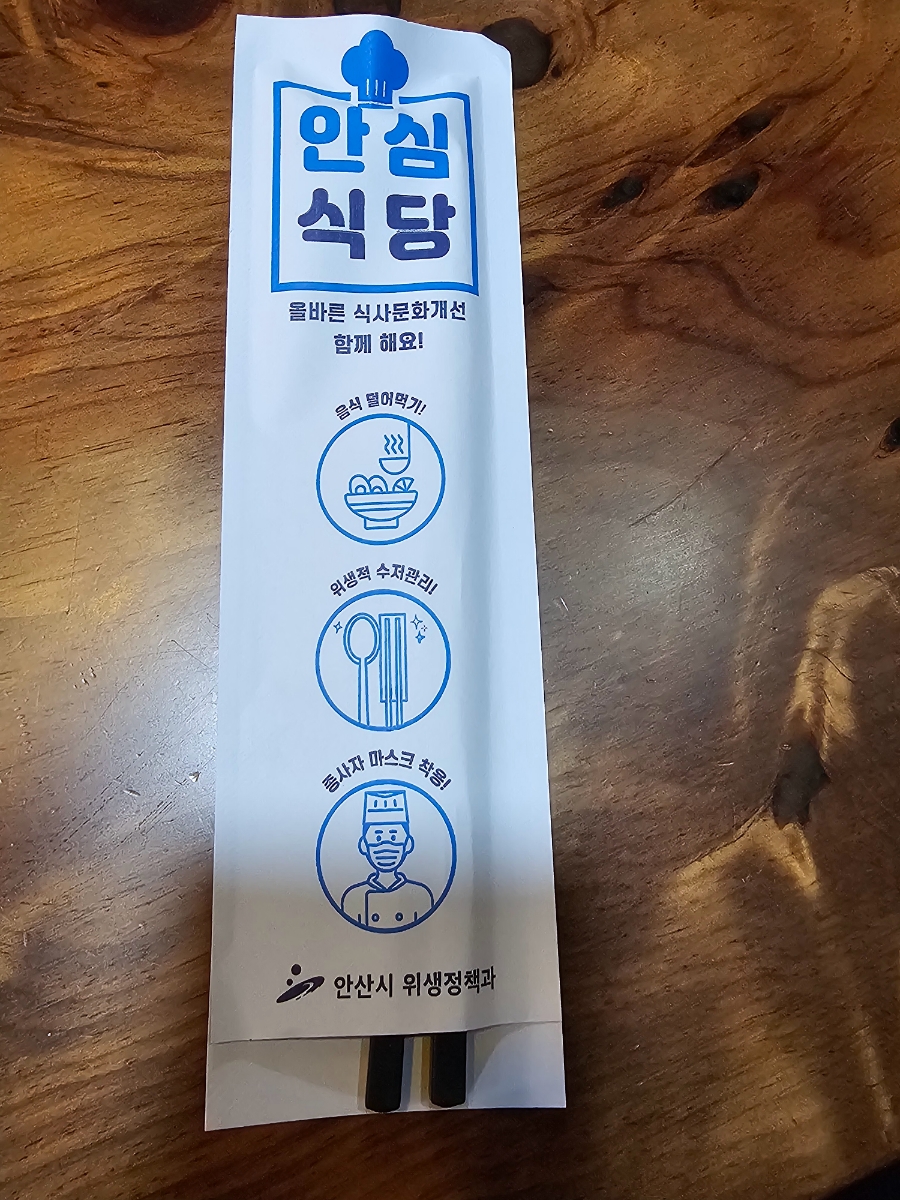 안심
식당
올바른 식사문화개선
함께 해요!
음식 덜어먹기!
위생적 수저관리!
종사자 마스크 착용!
안산시 위생정책과